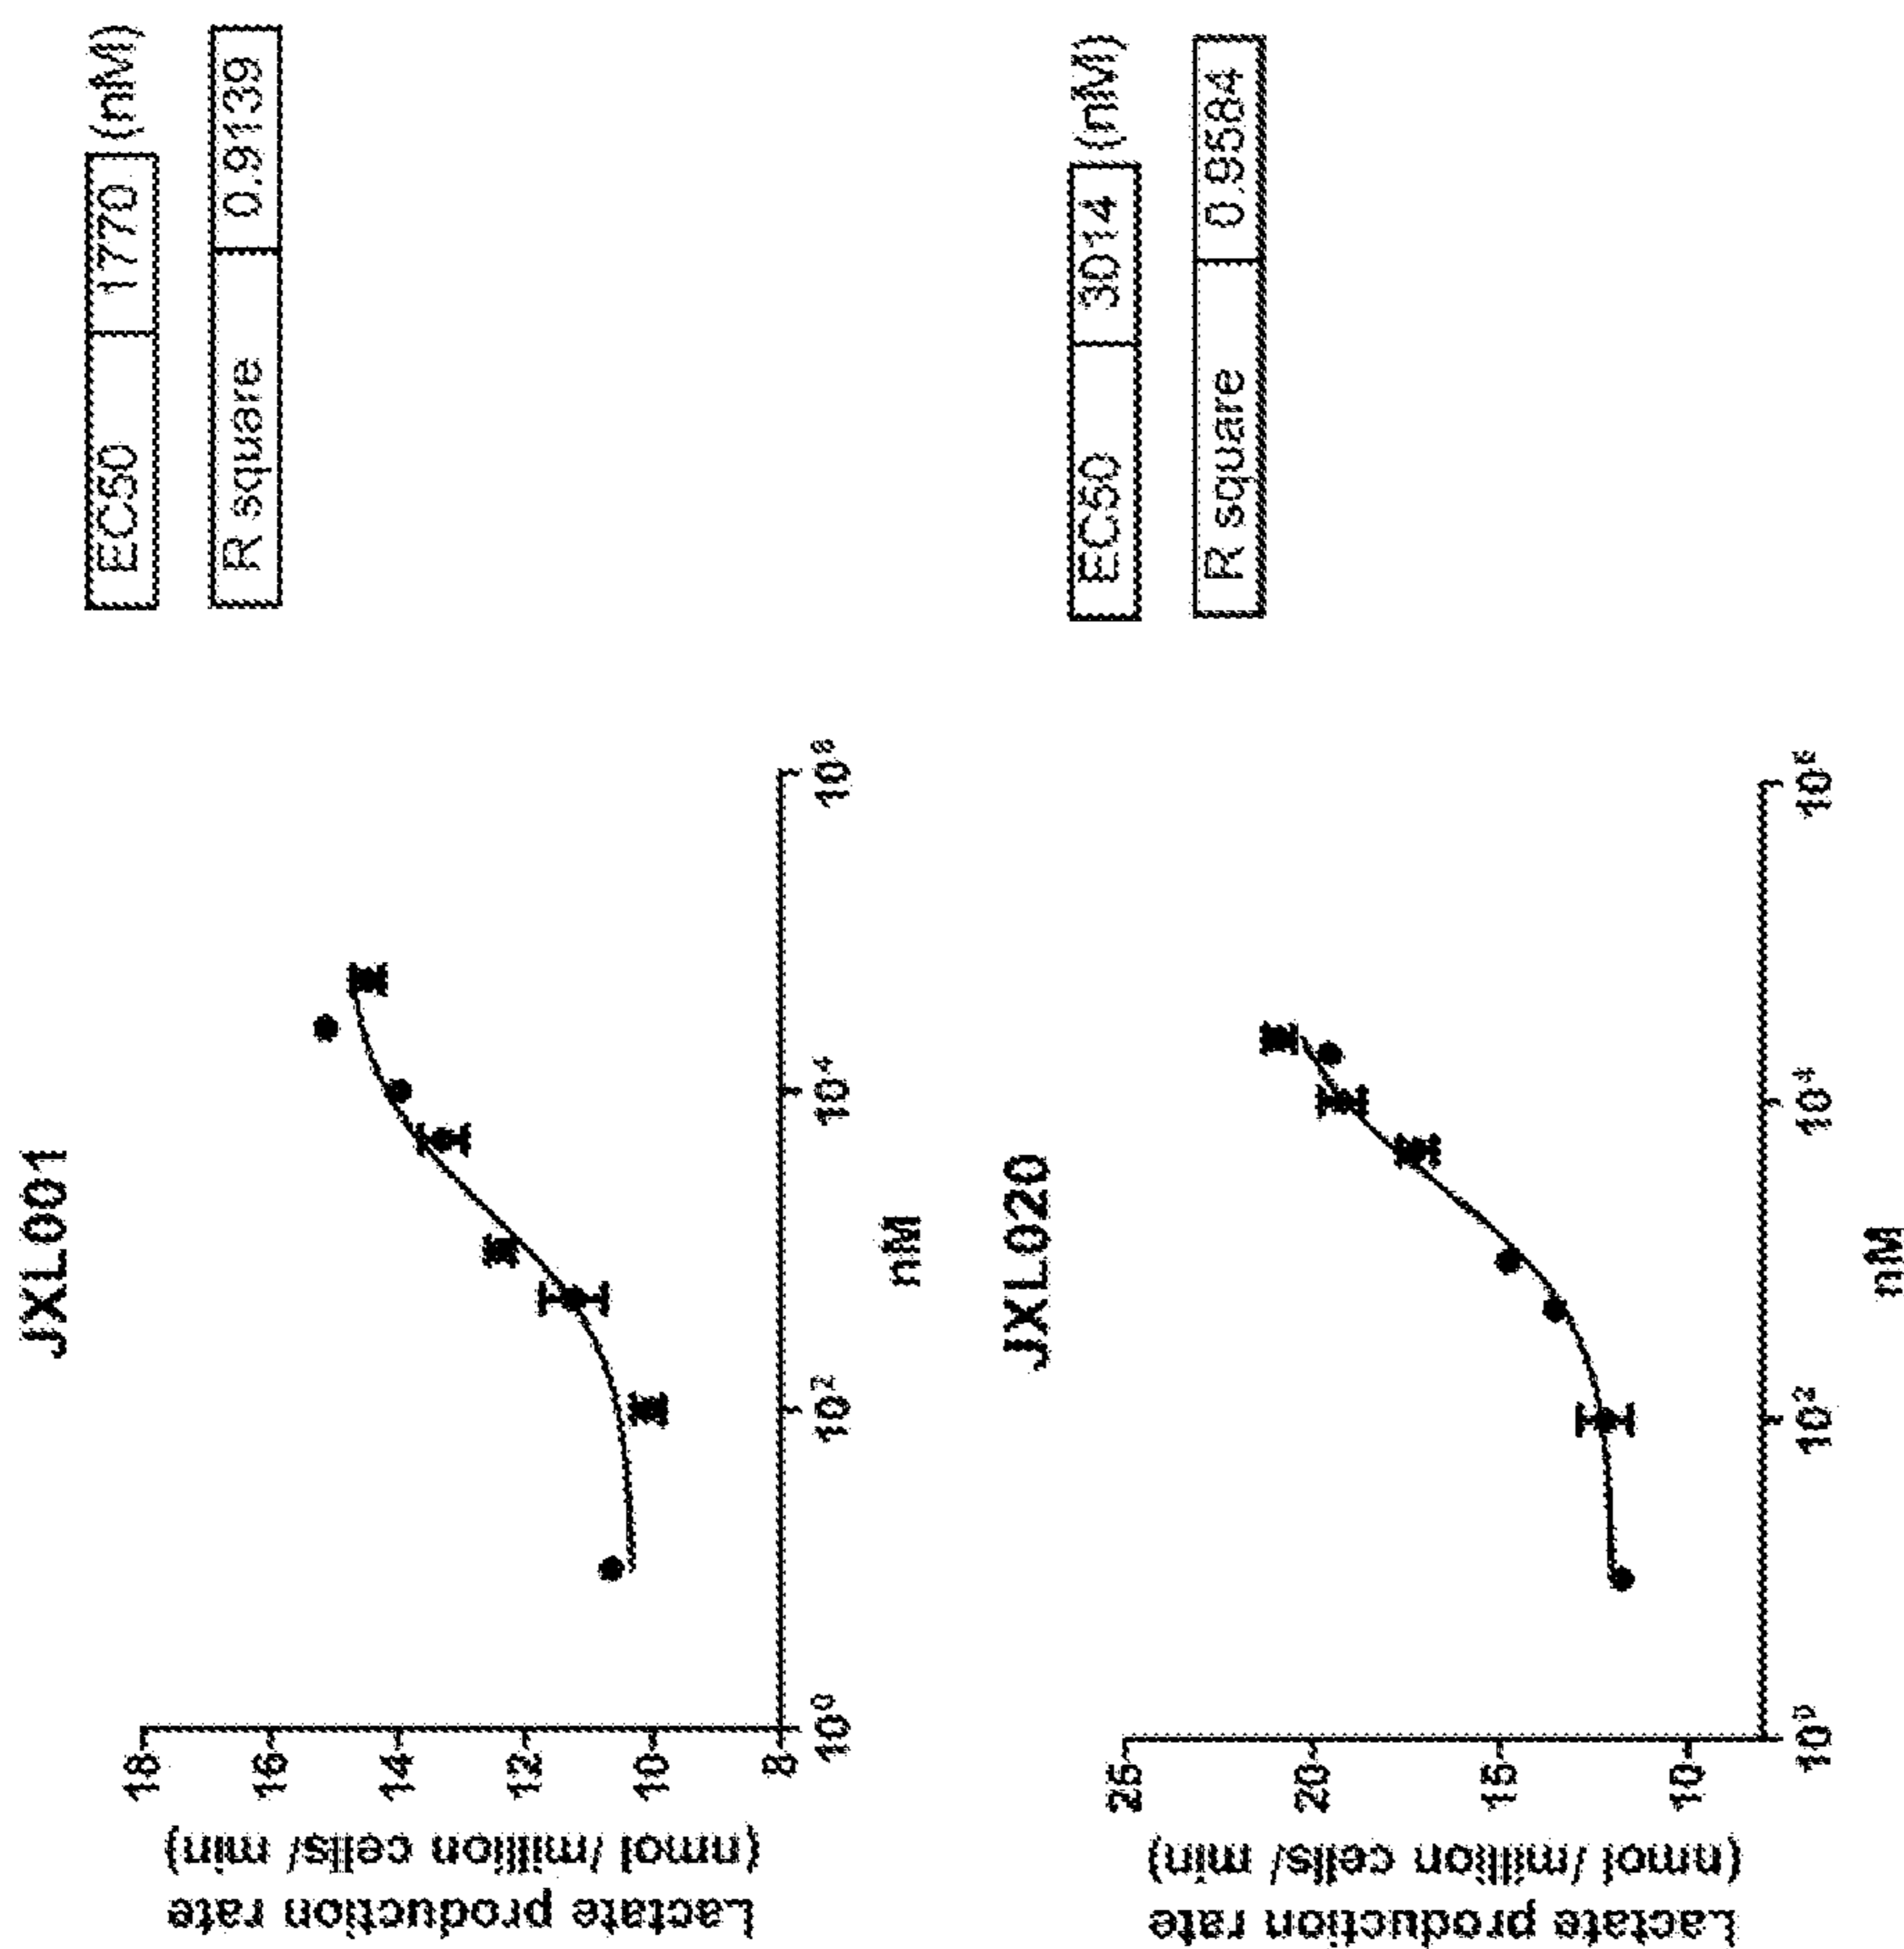 JXL001
EC50 1770 (nM)
R square 0.9139
Lactate production rate
(nmol /million cells/ min)
18
16
14
12
10
8
10⁰
10²
10⁴
nM
JXL020
EC50 3014 (nM)
R square 0.9584
Lactate production rate
(nmol /million cells/ min)
25
20
15
10
10⁰
10²
10⁴
nM